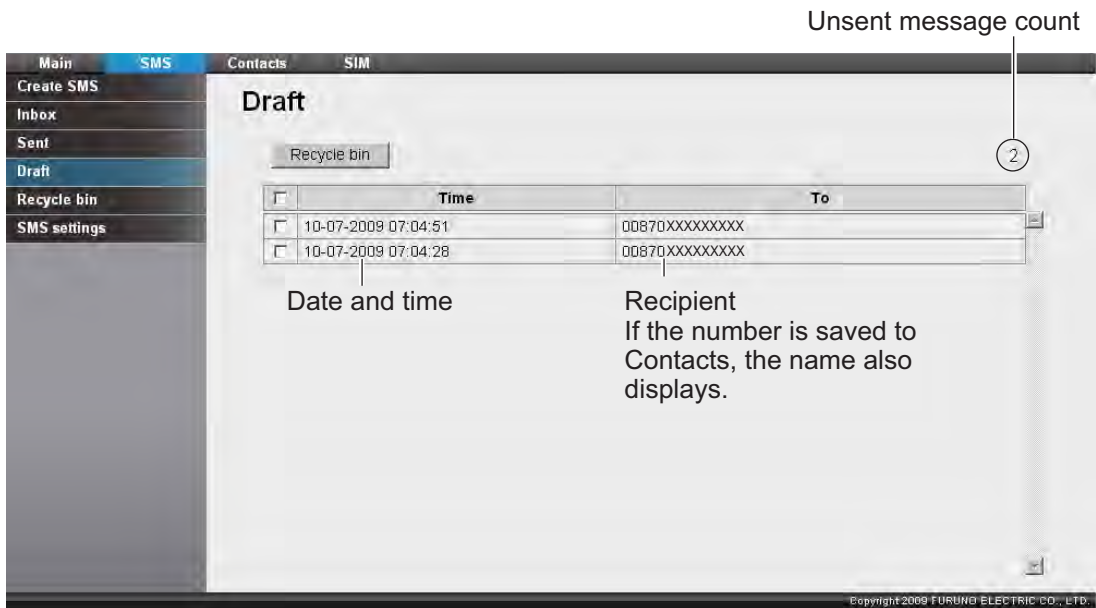 Unsent message count
Main SMS Contacts SIM
Create SMS
Inbox
Sent
Draft
Recycle bin
SMS settings
Draft
Recycle bin
2
Time To
10-07-2009 07:04:51 00870XXXXXXXXX
10-07-2009 07:04:28 00870XXXXXXXXX
Date and time
Recipient
If the number is saved to
Contacts, the name also
displays.
Copyright 2009 FURUNO ELECTRIC CO., LTD.